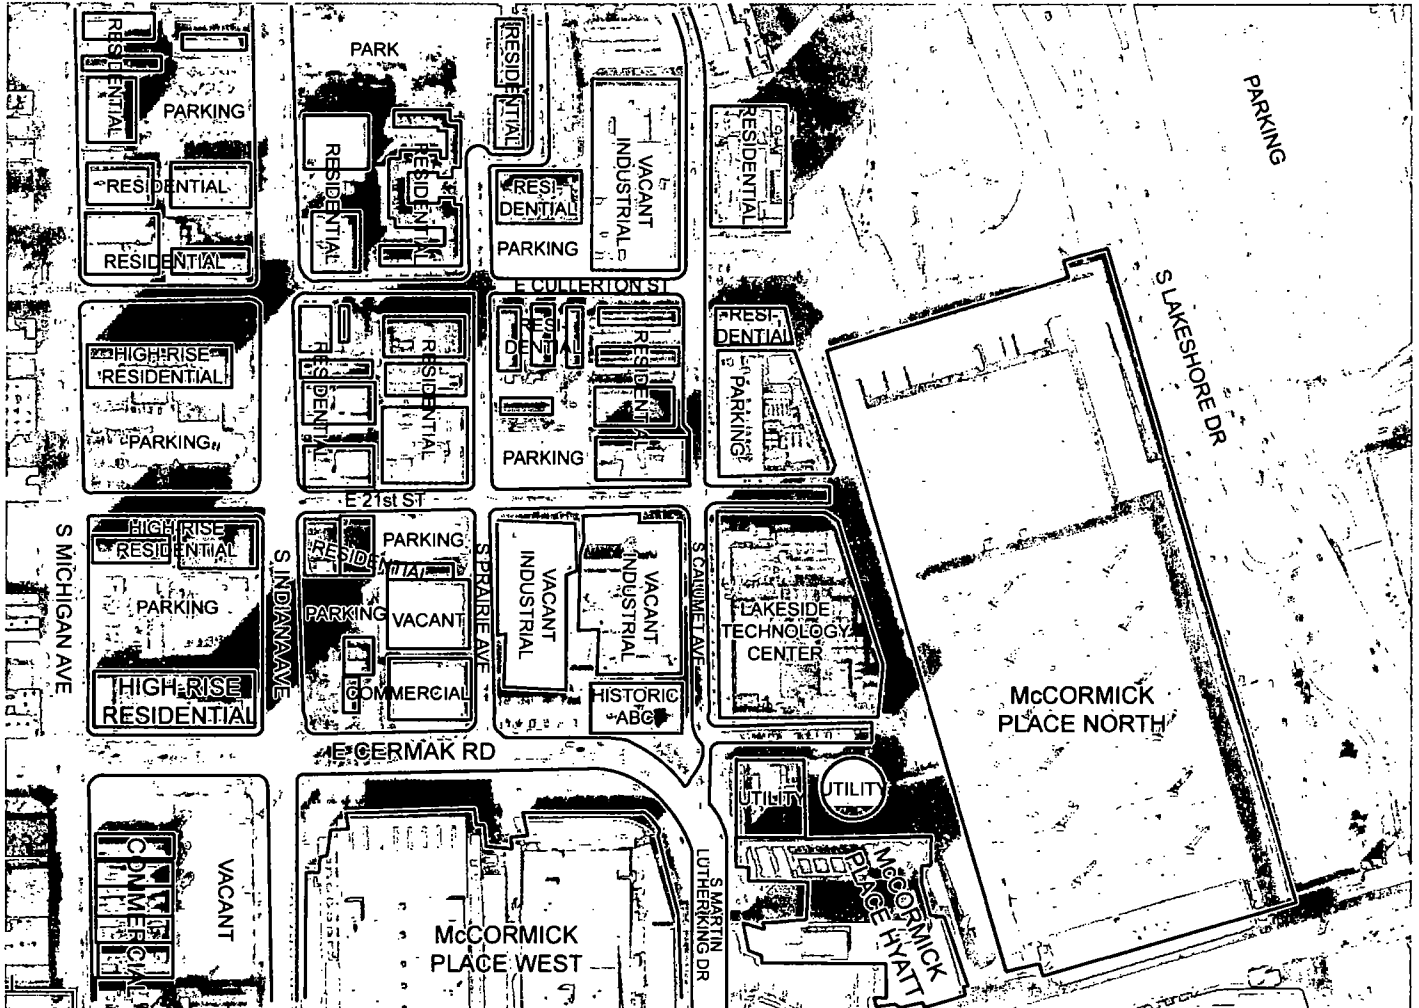 RESIDENTIAL
PARKING
RESIDENTIAL
RESIDENTIAL
PARK
RESIDENTIAL
RESIDENTIAL
RESIDENTIAL
RESI-
DENTIAL
PARKING
VACANT
INDUSTRIAL
RESIDENTIAL
PARKING
E CULLERTON ST
HIGH-RISE
RESIDENTIAL
PARKING
RESIDENTIAL
RESIDENTIAL
RESI-
DENTIAL
RESIDENTIAL
PARKING
RESI-
DENTIAL
PARKING
S LAKESHORE DR
E 21st ST
S MICHIGAN AVE
HIGH-RISE
RESIDENTIAL
PARKING
HIGH-RISE
RESIDENTIAL
S INDIANA AVE
RESIDENTIAL
PARKING
PARKING
VACANT
COMMERCIAL
S PRAIRIE AVE
VACANT
INDUSTRIAL
VACANT
INDUSTRIAL
HISTORIC
ABC
S CALUMET AVE
LAKESIDE
TECHNOLOGY
CENTER
McCORMICK
PLACE NORTH
E CERMAK RD
UTILITY
UTILITY
COMMERCIAL
VACANT
McCORMICK
PLACE WEST
S MARTIN
LUTHERKING DR
McCORMICK
PLACE HYATT